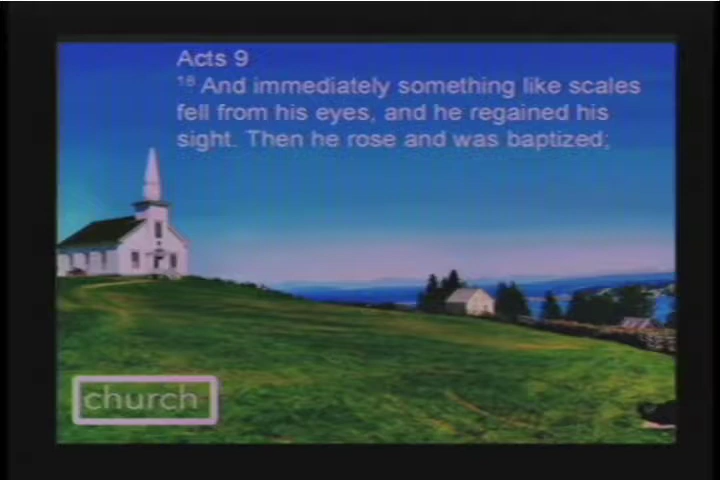 Acts 9
18 And immediately something like scales
fell from his eyes, and he regained his
sight. Then he rose and was baptized;
church